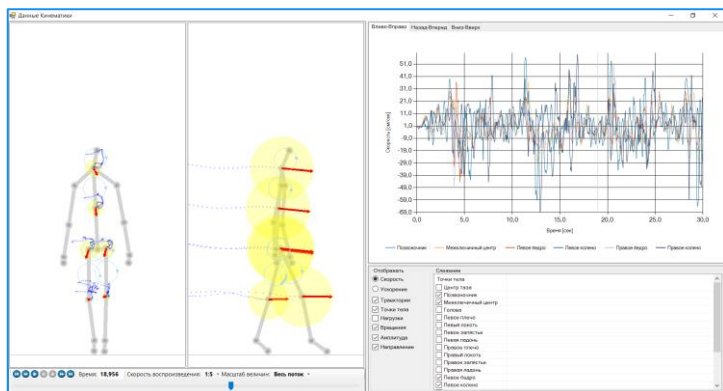 Данные Кинематики
Влево-Вправо Назад-Вперед Вниз-Вверх
51,0
41,0
31,0
21,0
11,0
1,0
-9,0
-19,0
-29,0
-39,0
-49,0
-59,0
-69,0
Скорость [см/сек]
0,0 5,0 10,0 15,0 20,0 25,0 30,0
Время [сек]
Позвоночник Межключичный центр Левое бедро Левое колено Правое бедро Правое колено
Отображать
Скорость
Ускорение
Траектории
Точки тела
Нагрузки
Вращения
Амплитуда
Направление
Слежение
Точки тела
Центр таза
Позвоночник
Межключичный центр
Голова
Левое плечо
Левый локоть
Левое запястье
Левая ладонь
Правое плечо
Правый локоть
Правое запястье
Правая ладонь
Левое бедро
Левое колено
Время: 18,956 Скорость воспроизведения: 1:5 Масштаб величин: Весь поток